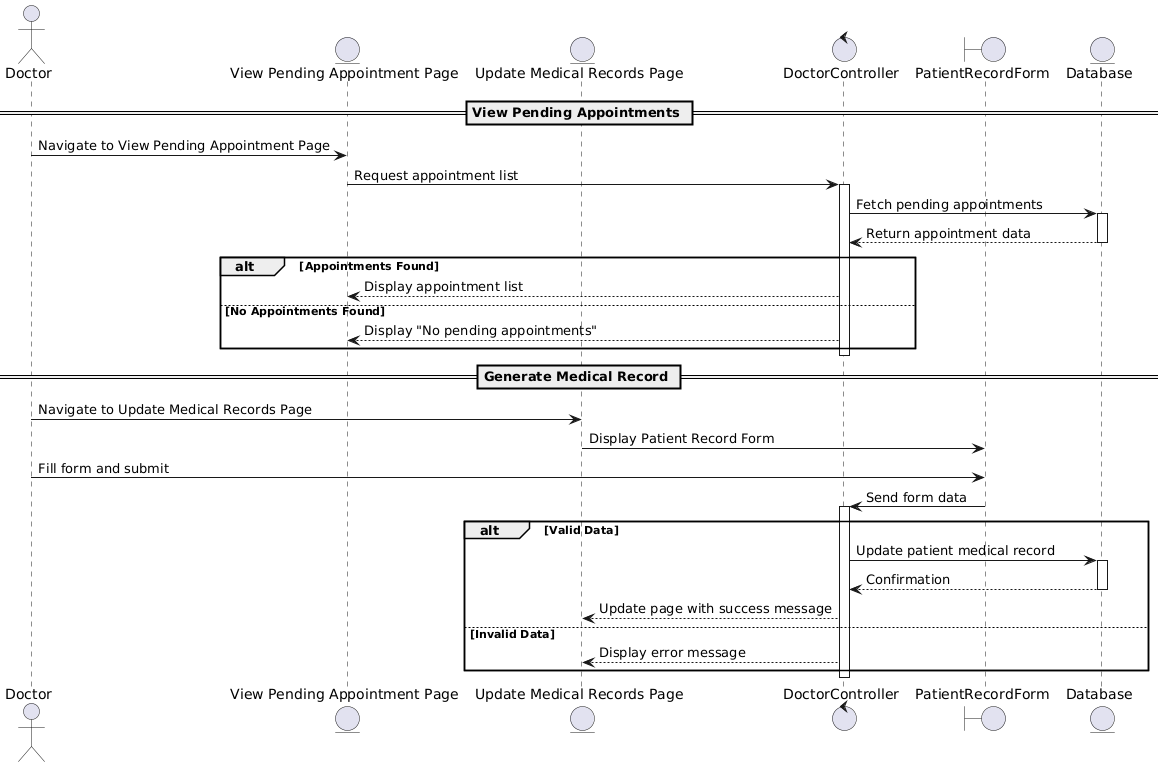 Doctor
View Pending Appointment Page
Update Medical Records Page
DoctorController
PatientRecordForm
Database
View Pending Appointments
Navigate to View Pending Appointment Page
Request appointment list
Fetch pending appointments
Return appointment data
alt [Appointments Found]
Display appointment list
[No Appointments Found]
Display "No pending appointments"
Generate Medical Record
Navigate to Update Medical Records Page
Display Patient Record Form
Fill form and submit
Send form data
alt [Valid Data]
Update patient medical record
Confirmation
Update page with success message
[Invalid Data]
Display error message
Doctor
View Pending Appointment Page
Update Medical Records Page
DoctorController
PatientRecordForm
Database